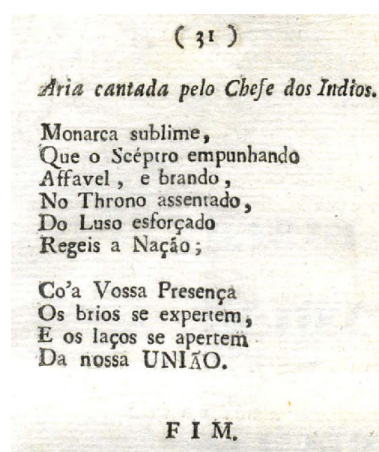 ( 31 )
Aria cantada pelo Chefe dos Indios.
Monarca sublime,
Que o Scéptro empunhando
Affavel, e brando,
No Throno assentado,
Do Luso esforçado
Regeis a Nação;
Co'a Vossa Presença
Os brios se expertem,
E os laços se apertem
Da nossa UNIÃO.
FIM.